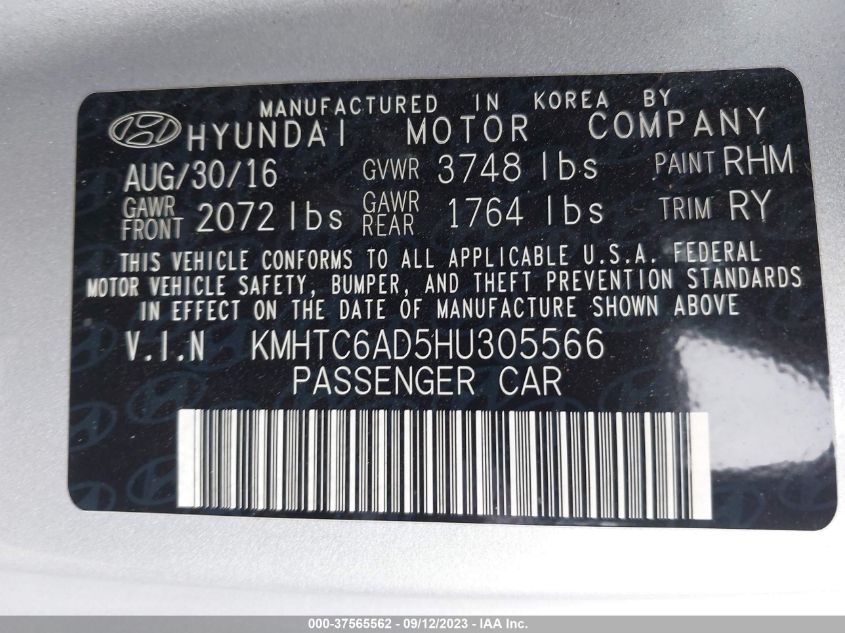 MANUFACTURED IN KOREA BY
HYUNDAI MOTOR COMPANY
AUG/30/16 GVWR 3748 lbs PAINT RHM
GAWR FRONT 2072 lbs GAWR REAR 1764 lbs TRIM RY
THIS VEHICLE CONFORMS TO ALL APPLICABLE U.S.A. FEDERAL
MOTOR VEHICLE SAFETY, BUMPER, AND THEFT PREVENTION STANDARDS
IN EFFECT ON THE DATE OF MANUFACTURE SHOWN ABOVE
V.I.N KMHTC6AD5HU305566
PASSENGER CAR
000-37565562 - 09/12/2023 - IAA Inc.